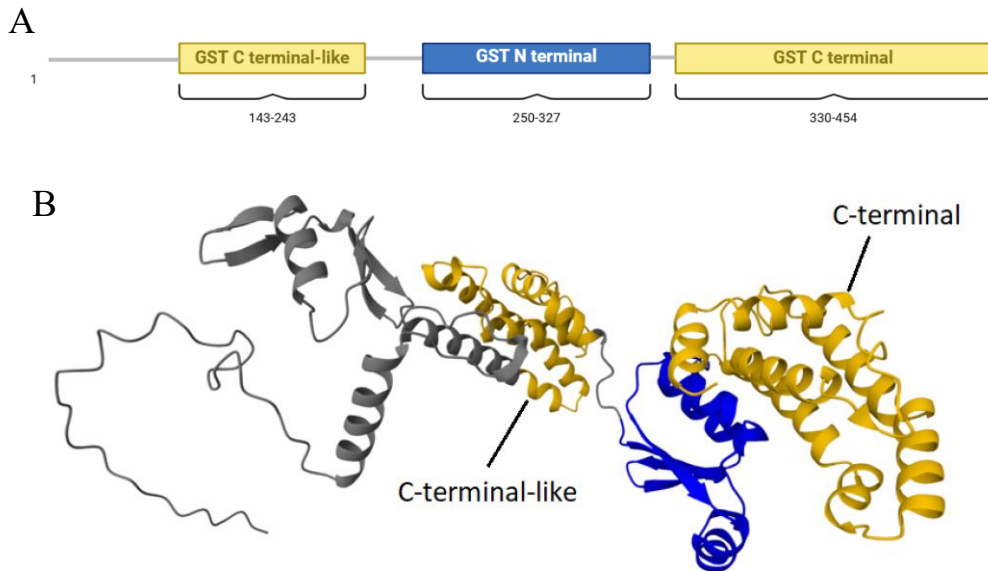 A
GST C terminal-like GST N terminal GST C terminal
1
143-243 250-327 330-454
B
C-terminal
C-terminal-like